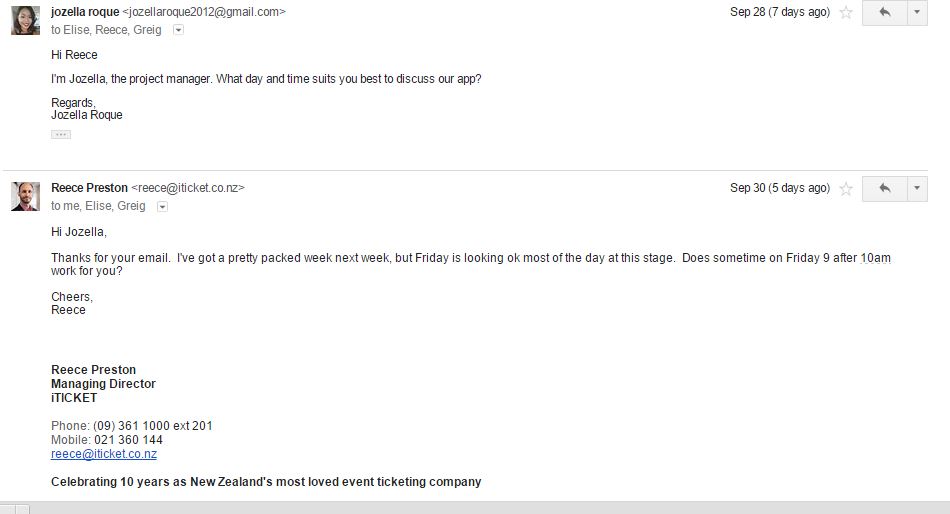 jozella roque <jozellaroque2012@gmail.com> Sep 28 (7 days ago)
to Elise, Reece, Greig
Hi Reece
I'm Jozella, the project manager. What day and time suits you best to discuss our app?
Regards,
Jozella Roque
Reece Preston <reece@iticket.co.nz> Sep 30 (5 days ago)
to me, Elise, Greig
Hi Jozella,
Thanks for your email.  I've got a pretty packed week next week, but Friday is looking ok most of the day at this stage.  Does sometime on Friday 9 after 10am
work for you?
Cheers,
Reece
Reece Preston
Managing Director
iTICKET
Phone: (09) 361 1000 ext 201
Mobile: 021 360 144
reece@iticket.co.nz
Celebrating 10 years as New Zealand's most loved event ticketing company